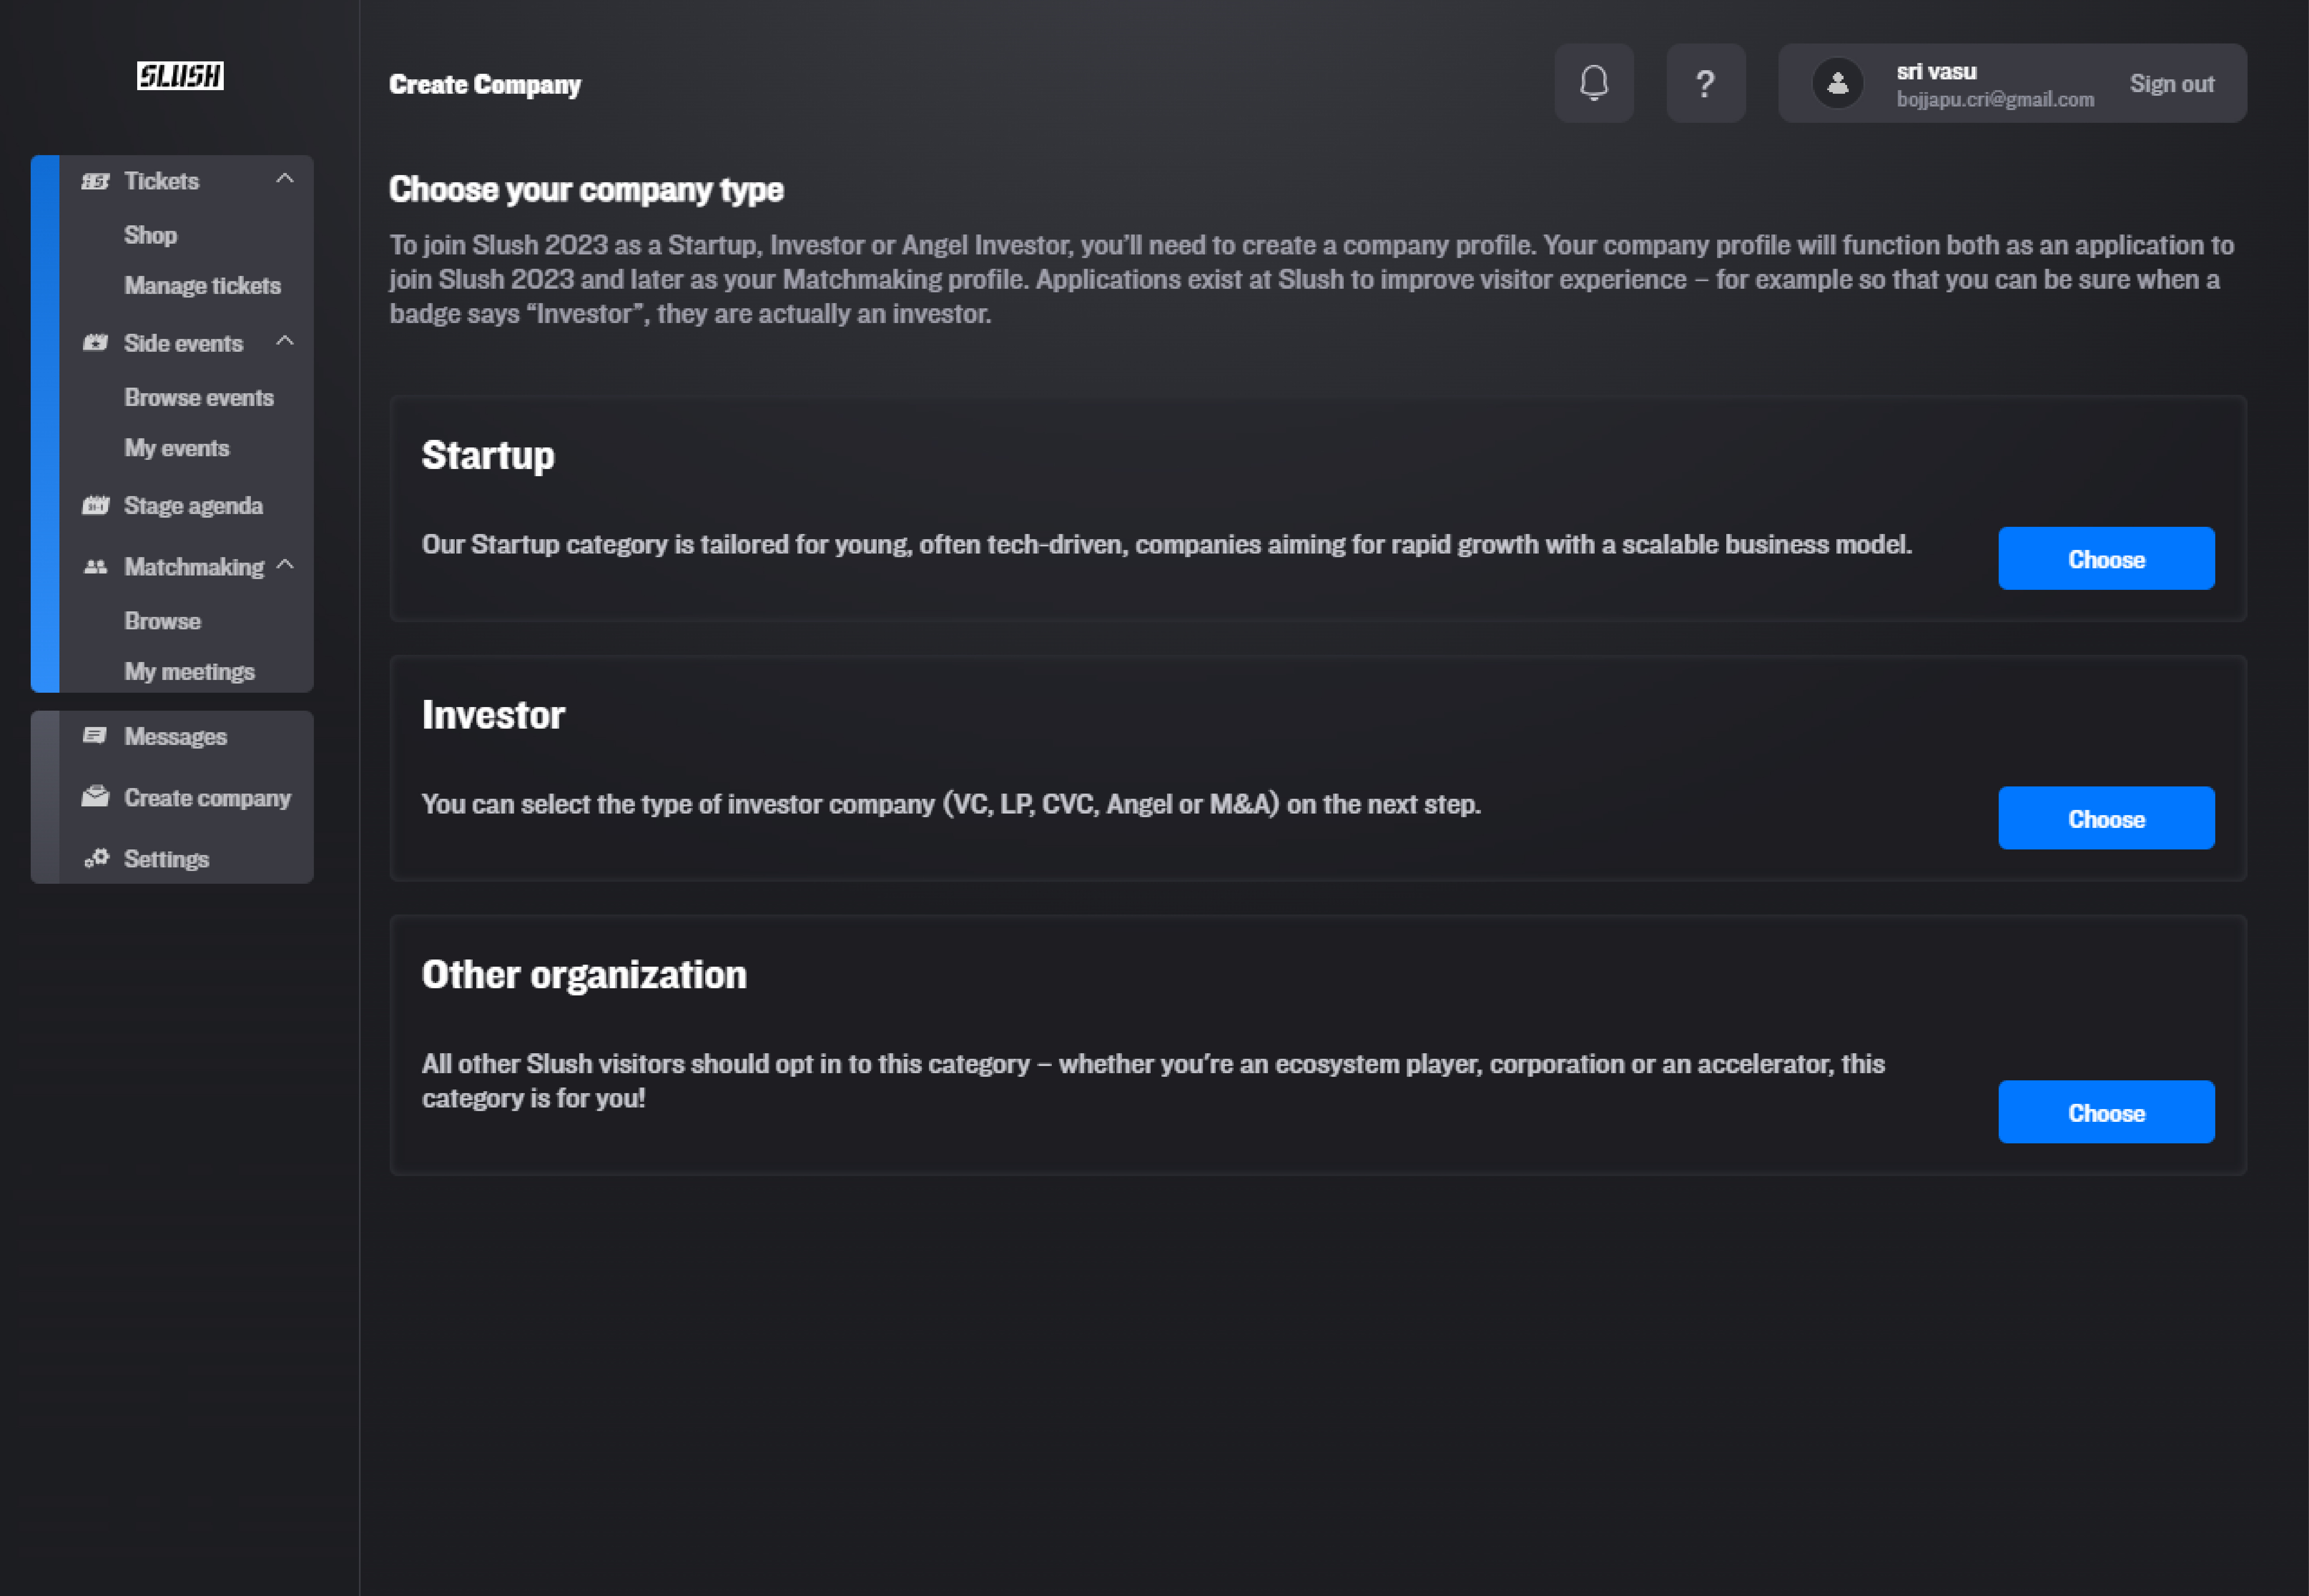 SLUSH
Create Company
?
sri vasu
bojjapu.cri@gmail.com
Sign out
Tickets
Shop
Manage tickets
Side events
Browse events
My events
Stage agenda
Matchmaking
Browse
My meetings
Messages
Create company
Settings
Choose your company type
To join Slush 2023 as a Startup, Investor or Angel Investor, you’ll need to create a company profile. Your company profile will function both as an application to
join Slush 2023 and later as your Matchmaking profile. Applications exist at Slush to improve visitor experience – for example so that you can be sure when a
badge says “Investor”, they are actually an investor.
Startup
Our Startup category is tailored for young, often tech-driven, companies aiming for rapid growth with a scalable business model.
Choose
Investor
You can select the type of investor company (VC, LP, CVC, Angel or M&A) on the next step.
Choose
Other organization
All other Slush visitors should opt in to this category – whether you’re an ecosystem player, corporation or an accelerator, this
category is for you!
Choose